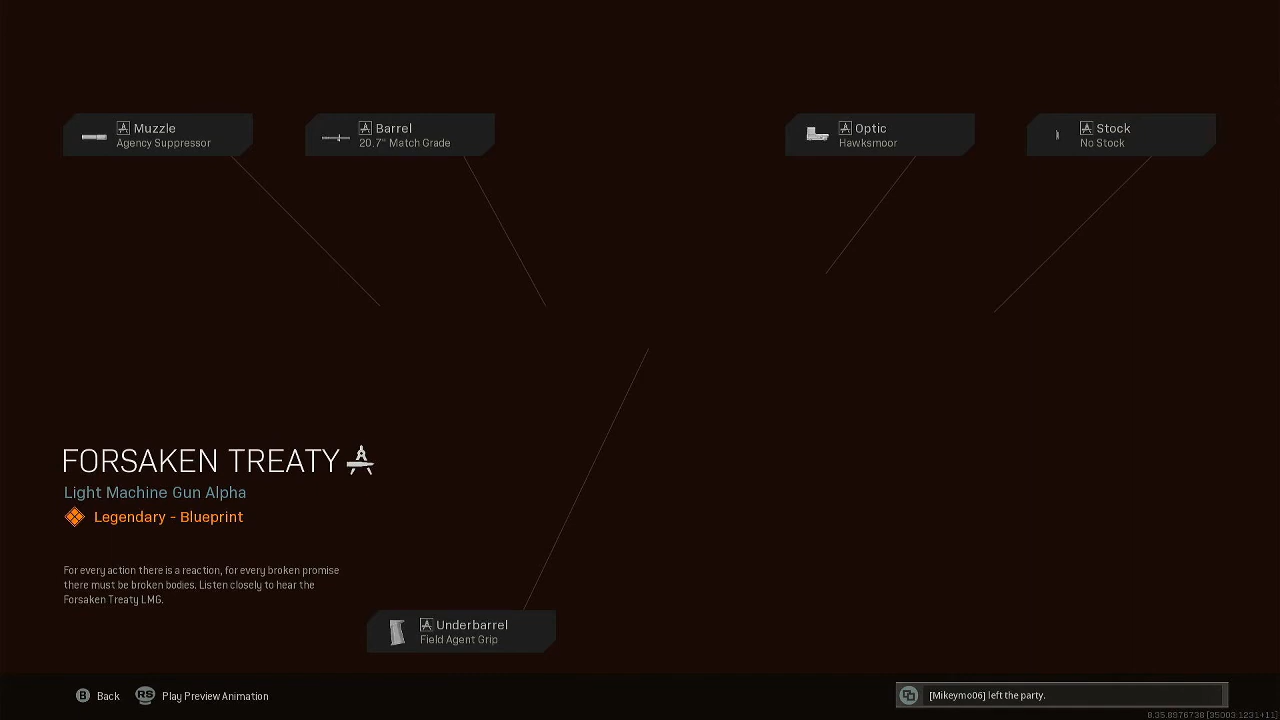 Muzzle
Agency Suppressor
Barrel
20.7" Match Grade
Optic
Hawksmoor
Stock
No Stock
FORSAKEN TREATY
Light Machine Gun Alpha
Legendary - Blueprint
For every action there is a reaction, for every broken promise
there must be broken bodies. Listen closely to hear the
Forsaken Treaty LMG.
Underbarrel
Field Agent Grip
B Back
RS Play Preview Animation
[Mikeymo06] left the party.